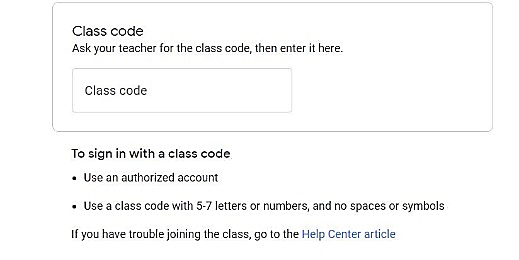 Class code
Ask your teacher for the class code, then enter it here.
Class code
To sign in with a class code
• Use an authorized account
• Use a class code with 5-7 letters or numbers, and no spaces or symbols
If you have trouble joining the class, go to the Help Center article